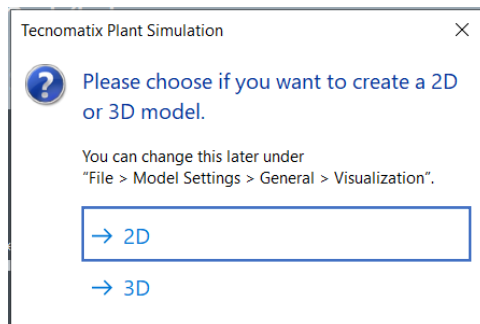 Tecnomatix Plant Simulation
Please choose if you want to create a 2D
or 3D model.
You can change this later under
"File > Model Settings > General > Visualization".
→ 2D
→ 3D